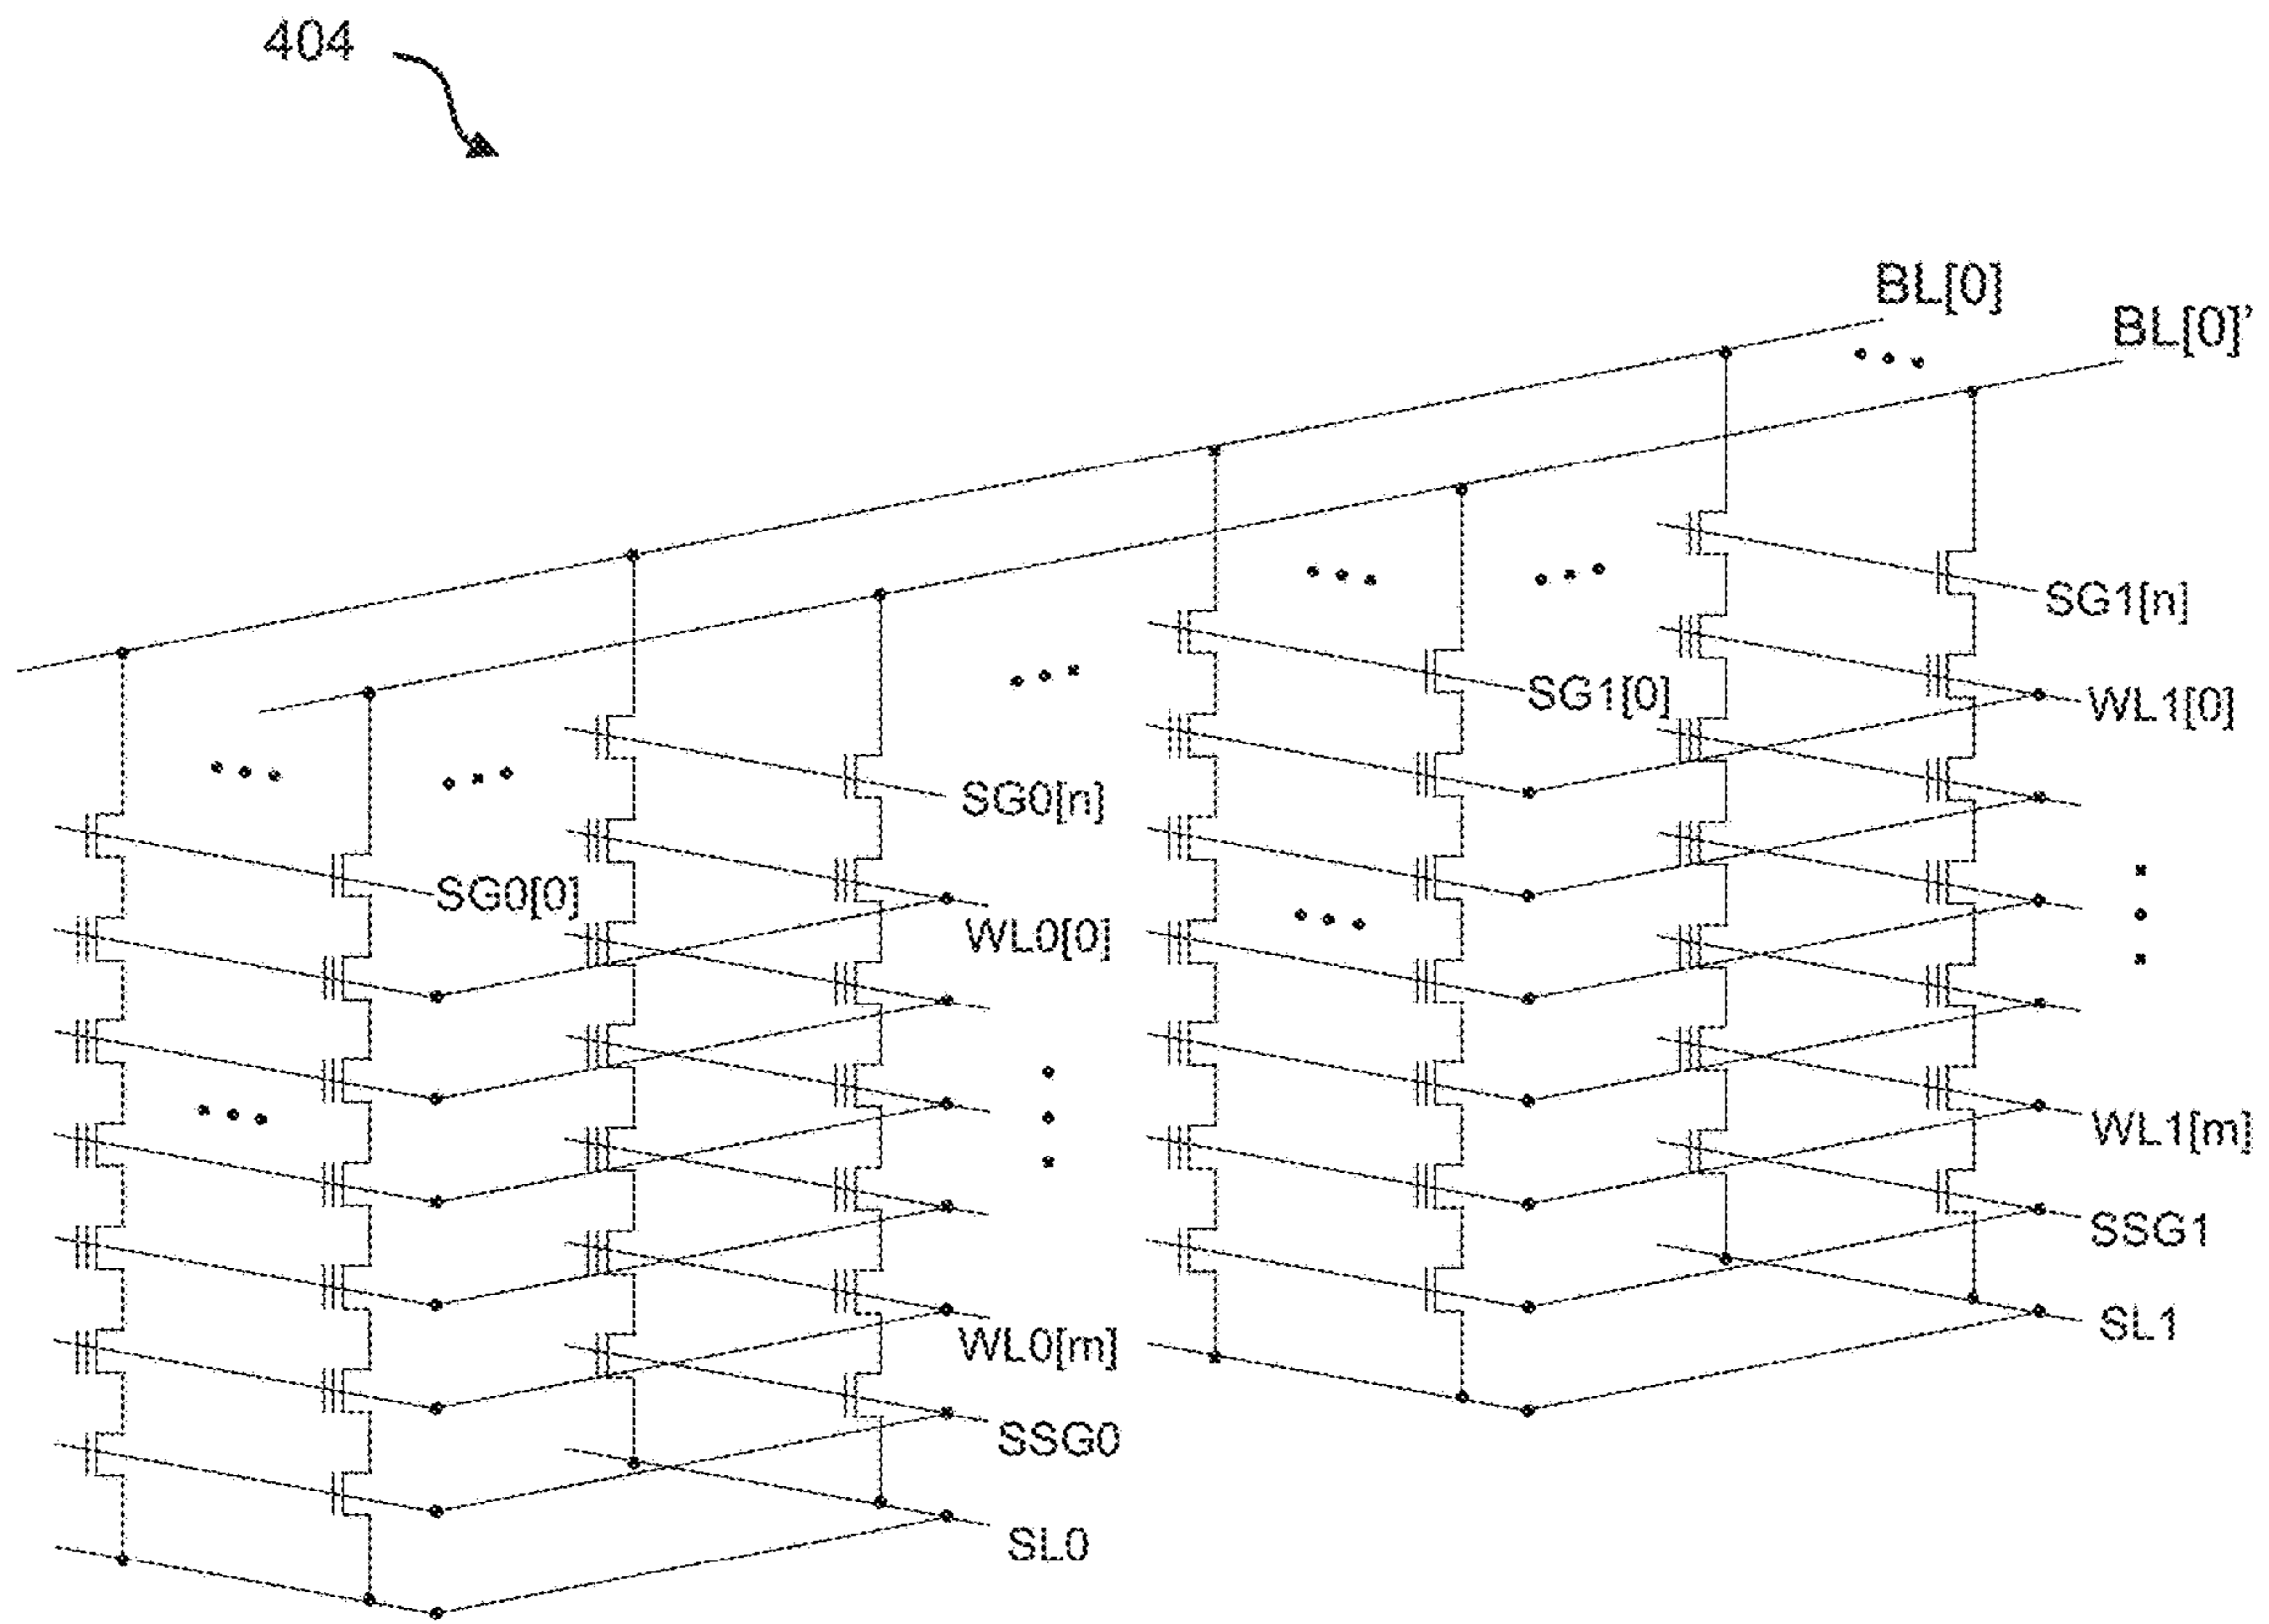 404
BL[0]
BL[0]’
SG1[n]
SG1[0]
WL1[0]
SG0[n]
SG0[0]
WL0[0]
WL1[m]
SSG1
SL1
WL0[m]
SSG0
SL0